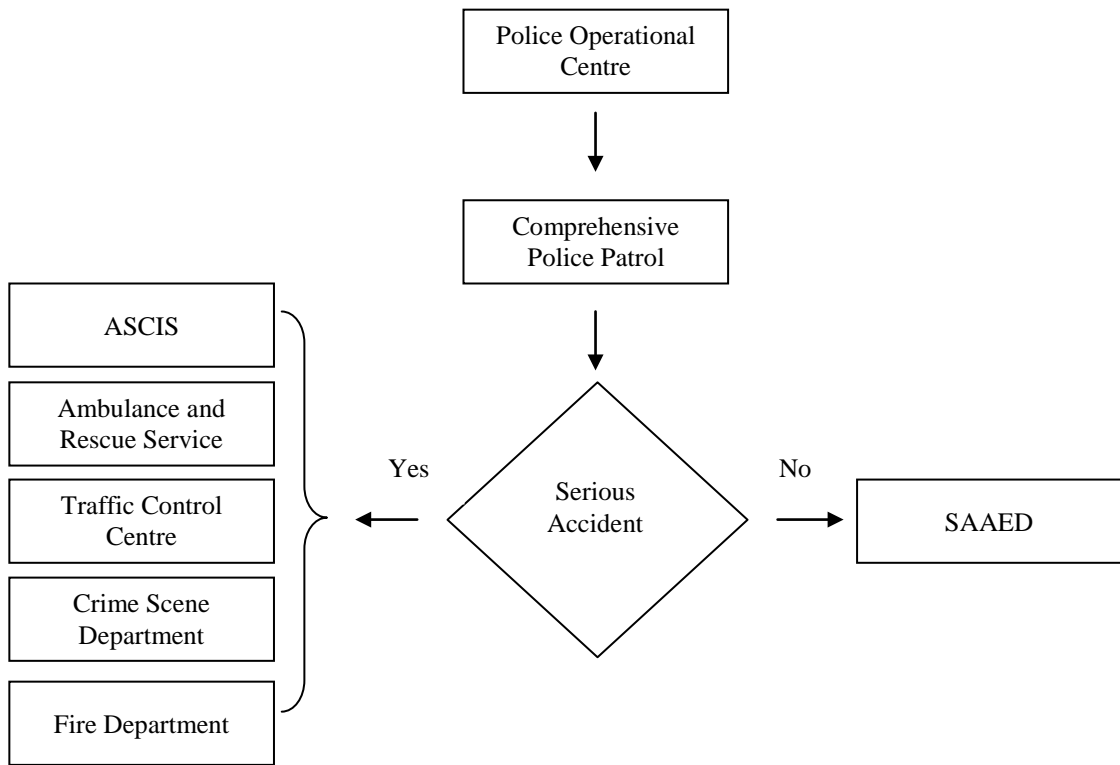 Police Operational
Centre
Comprehensive
Police Patrol
ASCIS
Ambulance and
Rescue Service
Yes
No
Traffic Control
Centre
Serious
Accident
SAAED
Crime Scene
Department
Fire Department